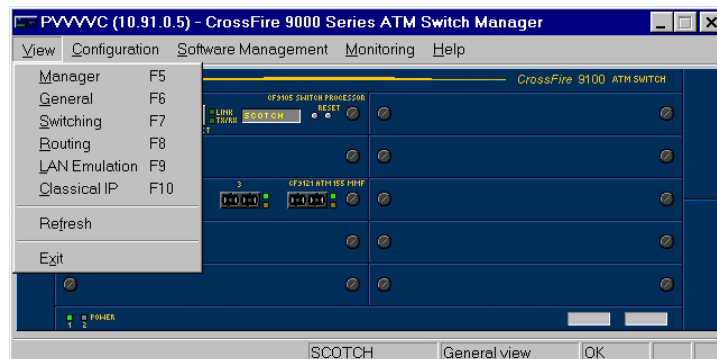 PVVVVC (10.91.0.5) - CrossFire 9000 Series ATM Switch Manager
View Configuration Software Management Monitoring Help
Manager F5
General F6
Switching F7
Routing F8
LAN Emulation F9
Classical IP F10
Refresh
Exit
CrossFire 9100 ATM SWITCH
CF9105 SWITCH PROCESSOR
LINK
TX/RX
SCOTCH
RESET
3
CF9121 ATM 155 MMF
POWER
1 2
SCOTCH General view OK